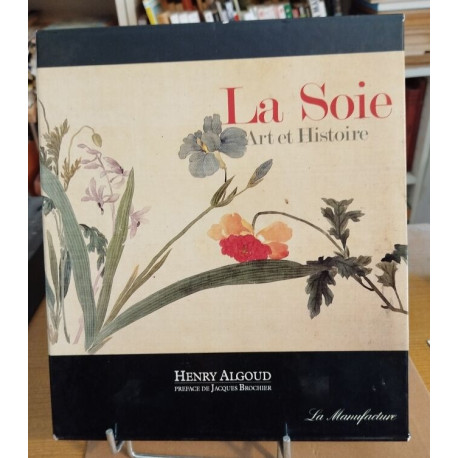 La Soie
Art et Histoire
HENRY ALGOUD
PREFACE DE JACQUES BROCHIER
La Manufacture